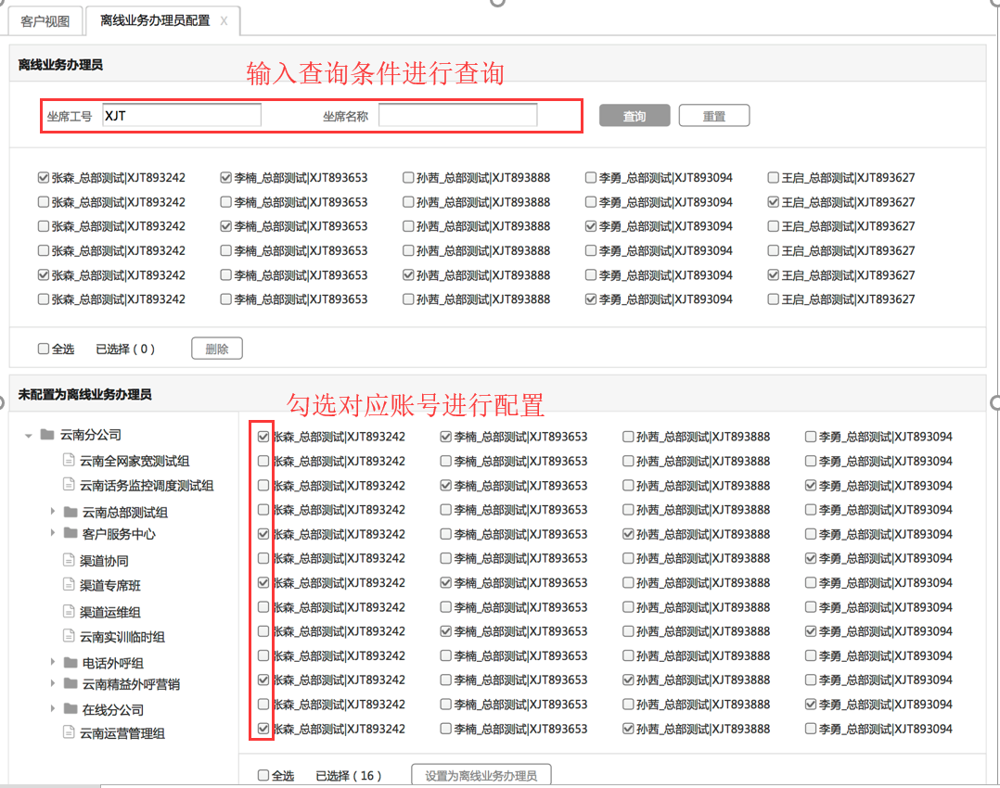 客户视图 离线业务办理员配置 X
离线业务办理员
输入查询条件进行查询
坐席工号 XJT 坐席名称 查询 重置
张森_总部测试|XJT893242 李楠_总部测试|XJT893653 孙茜_总部测试|XJT893888 李勇_总部测试|XJT893094 王启_总部测试|XJT893627
张森_总部测试|XJT893242 李楠_总部测试|XJT893653 孙茜_总部测试|XJT893888 李勇_总部测试|XJT893094 王启_总部测试|XJT893627
张森_总部测试|XJT893242 李楠_总部测试|XJT893653 孙茜_总部测试|XJT893888 李勇_总部测试|XJT893094 王启_总部测试|XJT893627
张森_总部测试|XJT893242 李楠_总部测试|XJT893653 孙茜_总部测试|XJT893888 李勇_总部测试|XJT893094 王启_总部测试|XJT893627
张森_总部测试|XJT893242 李楠_总部测试|XJT893653 孙茜_总部测试|XJT893888 李勇_总部测试|XJT893094 王启_总部测试|XJT893627
张森_总部测试|XJT893242 李楠_总部测试|XJT893653 孙茜_总部测试|XJT893888 李勇_总部测试|XJT893094 王启_总部测试|XJT893627
全选 已选择（0） 删除
未配置为离线业务办理员
勾选对应账号进行配置
云南分公司
云南全网家宽测试组
云南话务监控调度测试组
云南总部测试组
客户服务中心
渠道协同
渠道专席班
渠道运维组
云南实训临时组
电话外呼组
云南精益外呼营销
在线分公司
云南运营管理组
张森_总部测试|XJT893242 李楠_总部测试|XJT893653 孙茜_总部测试|XJT893888 李勇_总部测试|XJT893094
张森_总部测试|XJT893242 李楠_总部测试|XJT893653 孙茜_总部测试|XJT893888 李勇_总部测试|XJT893094
张森_总部测试|XJT893242 李楠_总部测试|XJT893653 孙茜_总部测试|XJT893888 李勇_总部测试|XJT893094
张森_总部测试|XJT893242 李楠_总部测试|XJT893653 孙茜_总部测试|XJT893888 李勇_总部测试|XJT893094
张森_总部测试|XJT893242 李楠_总部测试|XJT893653 孙茜_总部测试|XJT893888 李勇_总部测试|XJT893094
张森_总部测试|XJT893242 李楠_总部测试|XJT893653 孙茜_总部测试|XJT893888 李勇_总部测试|XJT893094
张森_总部测试|XJT893242 李楠_总部测试|XJT893653 孙茜_总部测试|XJT893888 李勇_总部测试|XJT893094
张森_总部测试|XJT893242 李楠_总部测试|XJT893653 孙茜_总部测试|XJT893888 李勇_总部测试|XJT893094
张森_总部测试|XJT893242 李楠_总部测试|XJT893653 孙茜_总部测试|XJT893888 李勇_总部测试|XJT893094
张森_总部测试|XJT893242 李楠_总部测试|XJT893653 孙茜_总部测试|XJT893888 李勇_总部测试|XJT893094
张森_总部测试|XJT893242 李楠_总部测试|XJT893653 孙茜_总部测试|XJT893888 李勇_总部测试|XJT893094
张森_总部测试|XJT893242 李楠_总部测试|XJT893653 孙茜_总部测试|XJT893888 李勇_总部测试|XJT893094
张森_总部测试|XJT893242 李楠_总部测试|XJT893653 孙茜_总部测试|XJT893888 李勇_总部测试|XJT893094
全选 已选择（16） 设置为离线业务办理员